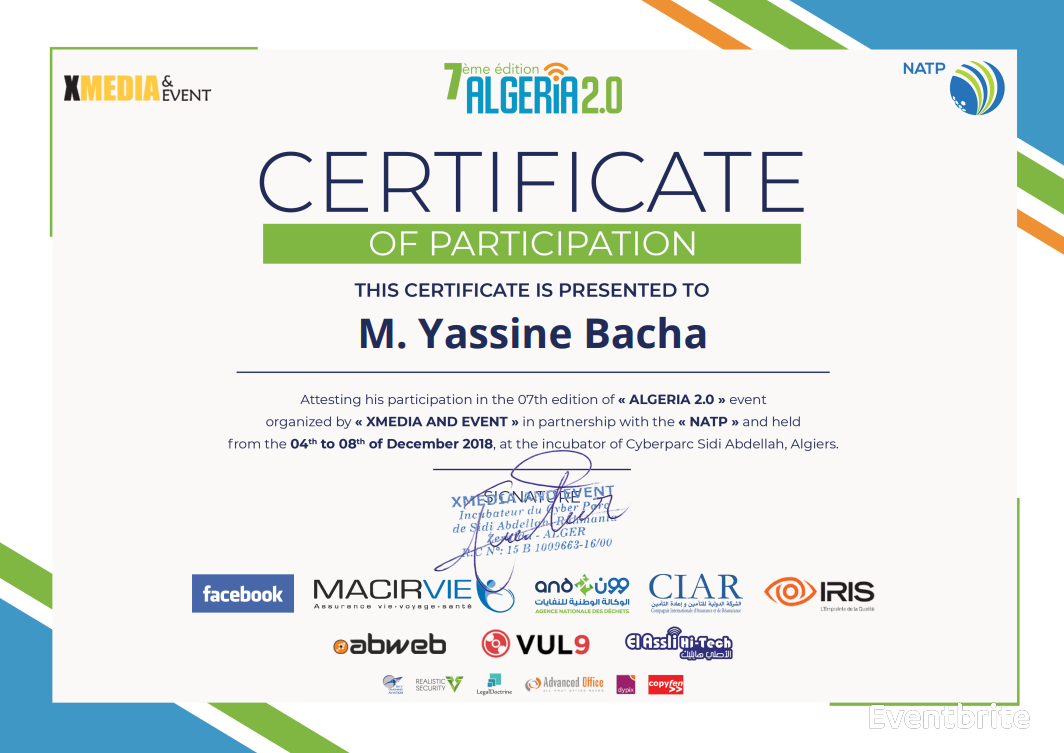 XMEDIA & EVENT
7ème édition
ALGERiA 2.0
NATP
CERTIFICATE
OF PARTICIPATION
THIS CERTIFICATE IS PRESENTED TO
M. Yassine Bacha
Attesting his participation in the 07th edition of « ALGERIA 2.0 » event
organized by « XMEDIA AND EVENT » in partnership with the « NATP » and held
from the 04th to 08th of December 2018, at the incubator of Cyberparc Sidi Abdellah, Algiers.
SIGNATURE
XMEDIA AND EVENT
Incubateur du Cyber Parc
de Sidi Abdellah, Rahmania
Zeralda - ALGER
R.C N°: 15 B 1009663-16/00
facebook
MACIRVIE
Assurance vie-voyage-santé
and
الوكالة الوطنية للنفايات
AGENCE NATIONALE DES DÉCHETS
CIAR
الشركة الدولية للتأمين و إعادة التأمين
Compagnie Internationale d'Assurance et de Réassurance
IRIS
L'Empreinte de la Qualité
abweb
VUL9
El Assli Hi-Tech
الأصلي هايتك
REALISTIC
SECURITY
LegalDoctrine
Advanced Office
dypix
copyfen
Eventbrite